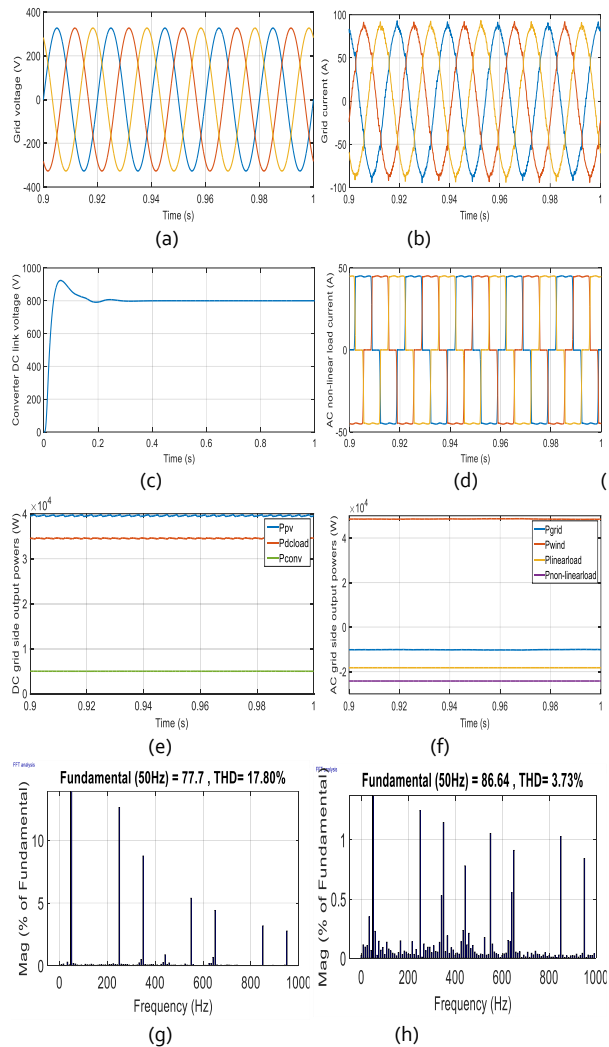 Grid voltage (V)
400
200
0
-200
-400
0.9
0.92
0.94
0.96
0.98
1
Time (s)
(a)
Grid current (A)
100
50
0
-50
-100
0.9
0.92
0.94
0.96
0.98
1
Time (s)
(b)
Converter DC link voltage (V)
1000
800
600
400
200
0
0
0.2
0.4
0.6
0.8
1
Time (s)
(c)
AC non-linear load current (A)
50
0
-50
0.9
0.92
0.94
0.96
0.98
1
Time (s)
(d)
(
DC grid side output powers (W)
×10⁴
4
3
2
1
0
0.9
0.92
0.94
0.96
0.98
1
Time (s)
Ppv
Pdcload
Pconv
(e)
AC grid side output powers (W)
×10⁴
4
2
0
-2
0.9
0.92
0.94
0.96
0.98
1
Time (s)
Pgrid
Pwind
Plinearload
Pnon-linearload
(f)
FFT analysis
Fundamental (50Hz) = 77.7 , THD= 17.80%
Mag (% of Fundamental)
10
5
0
0
200
400
600
800
1000
Frequency (Hz)
(g)
Fundamental (50Hz) = 86.64 , THD= 3.73%
Mag (% of Fundamental)
1
0.5
0
0
200
400
600
800
1000
Frequency (Hz)
(h)